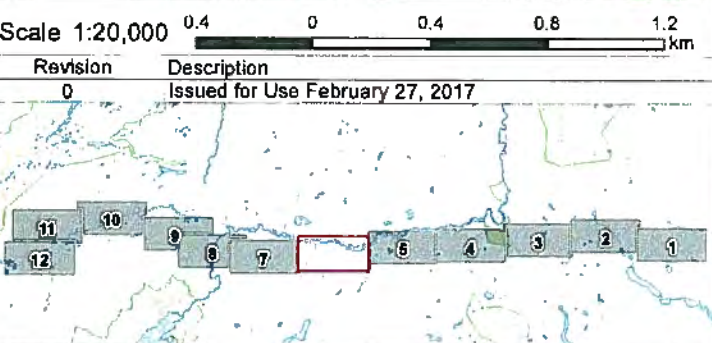 Scale 1:20,000 0.4 0 0.4 0.8 1.2
km
Revision Description
0 Issued for Use February 27, 2017
11 10 9 8 7 5 4 3 2 1
12